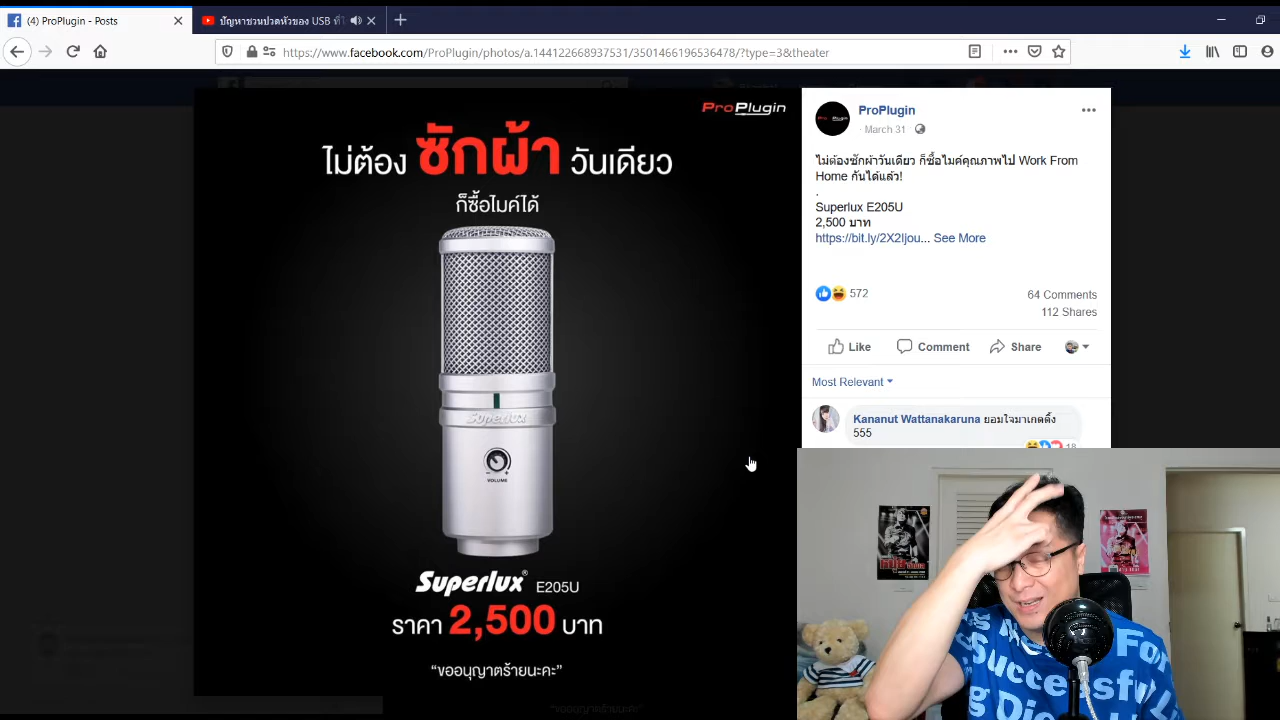 (4) ProPlugin - Posts
ปัญหาชวนปวดหัวของ USB ที่
https://www.facebook.com/ProPlugin/photos/a.144122668937531/3501466196536478/?type=3&theater
ProPlugin
ไม่ต้อง ซักผ้า วันเดียว
ก็ซื้อไมค์ได้
Superlux
VOLUME
Superlux® E205U
ราคา 2,500 บาท
“ขออนุญาตร้ายนะคะ”
ProPlugin
March 31
ไม่ต้องซักผ้าวันเดียว ก็ซื้อไมค์คุณภาพไป Work From
Home กันได้แล้ว!
.
Superlux E205U
2,500 บาท
https://bit.ly/2X2Ijou... See More
572
64 Comments
112 Shares
Like Comment Share
Most Relevant
Kananut Wattanakaruna ยอมใจมาเกตติ้ง
555
18
Successful